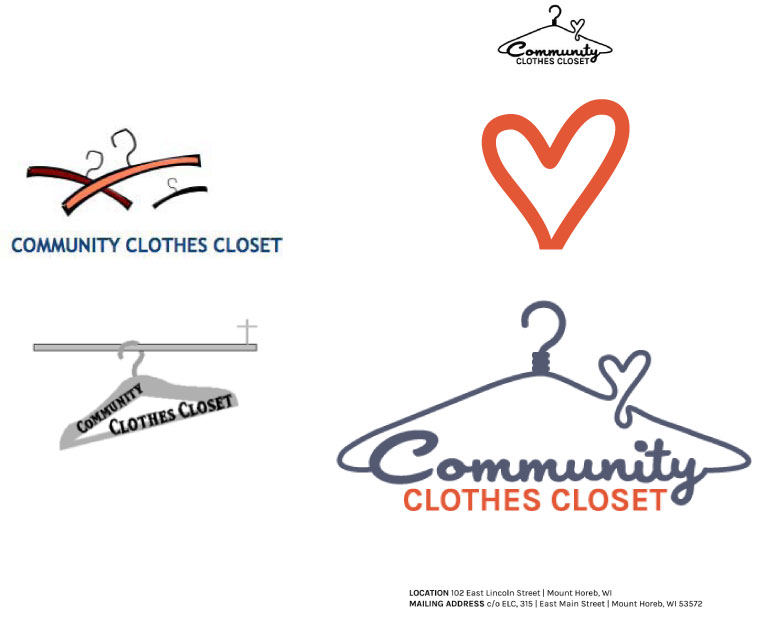 Community
CLOTHES CLOSET
COMMUNITY CLOTHES CLOSET
COMMUNITY
CLOTHES CLOSET
Community
CLOTHES CLOSET
LOCATION 102 East Lincoln Street | Mount Horeb, WI
MAILING ADDRESS c/o ELC, 315 | East Main Street | Mount Horeb, WI 53572